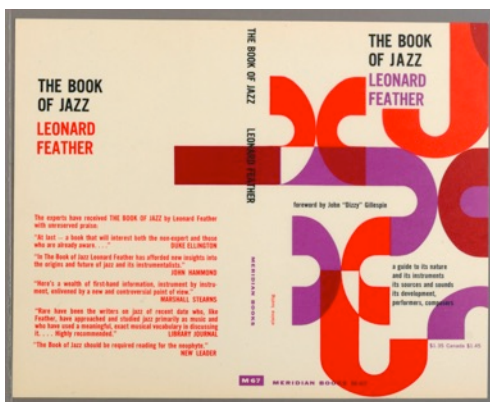 THE BOOK
OF JAZZ
LEONARD
FEATHER
The experts have received THE BOOK OF JAZZ by Leonard Feather
with unreserved praise:
"At last — a book that will interest both the non-expert and those
who are already aware. . . ."
DUKE ELLINGTON
"In The Book of Jazz Leonard Feather has afforded new insights into
the origins and future of jazz and its instrumentalists."
JOHN HAMMOND
"Here's a wealth of first-hand information, instrument by instru-
ment, enlivened by a new and controversial point of view."
MARSHALL STEARNS
"Rare have been the writers on jazz of recent date who, like
Feather, have approached and studied jazz primarily as music and
who have used a meaningful, exact musical vocabulary in discussing
it. . . . Highly recommended."
LIBRARY JOURNAL
"The Book of Jazz should be required reading for the neophyte."
NEW LEADER
THE BOOK OF JAZZ
LEONARD FEATHER
MERIDIAN BOOKS
M67
THE BOOK
OF JAZZ
LEONARD
FEATHER
foreword by John "Dizzy" Gillespie
a guide to its nature
and its instruments
its sources and sounds
its development,
performers, composers
$1.35 Canada $1.45
MERIDIAN BOOKS M67